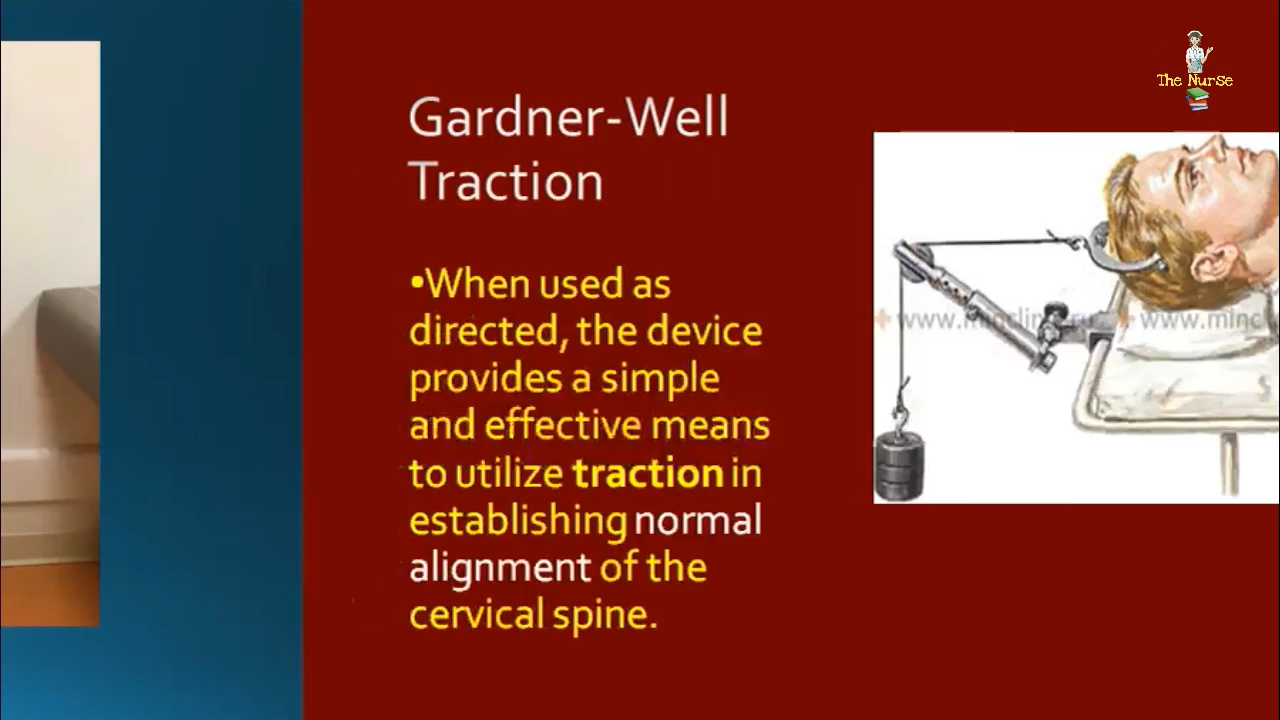 The Nurse
Gardner-Well
Traction
•When used as
directed, the device
provides a simple
and effective means
to utilize traction in
establishing normal
alignment of the
cervical spine.